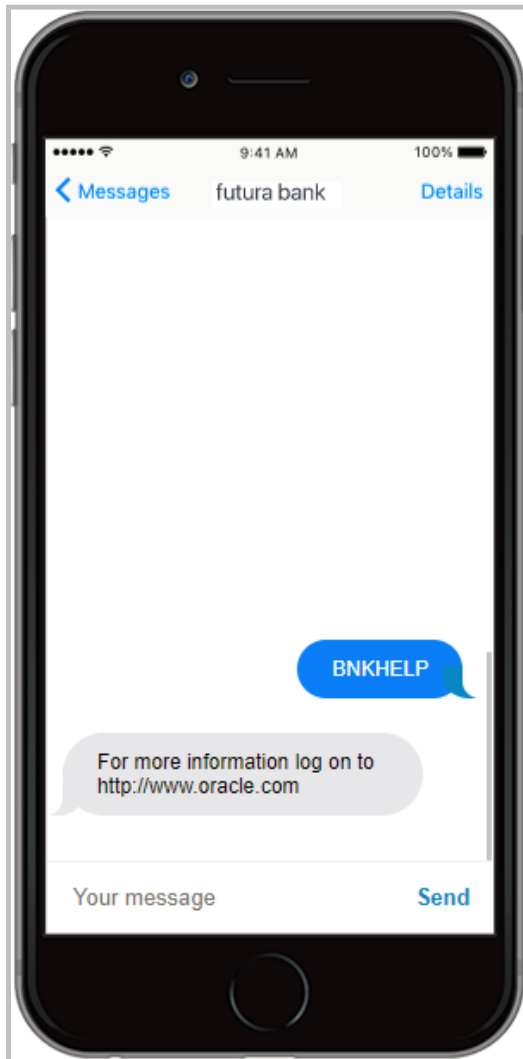 9:41 AM 100%
Messages futura bank Details
BNKHELP
For more information log on to
http://www.oracle.com
Your message Send